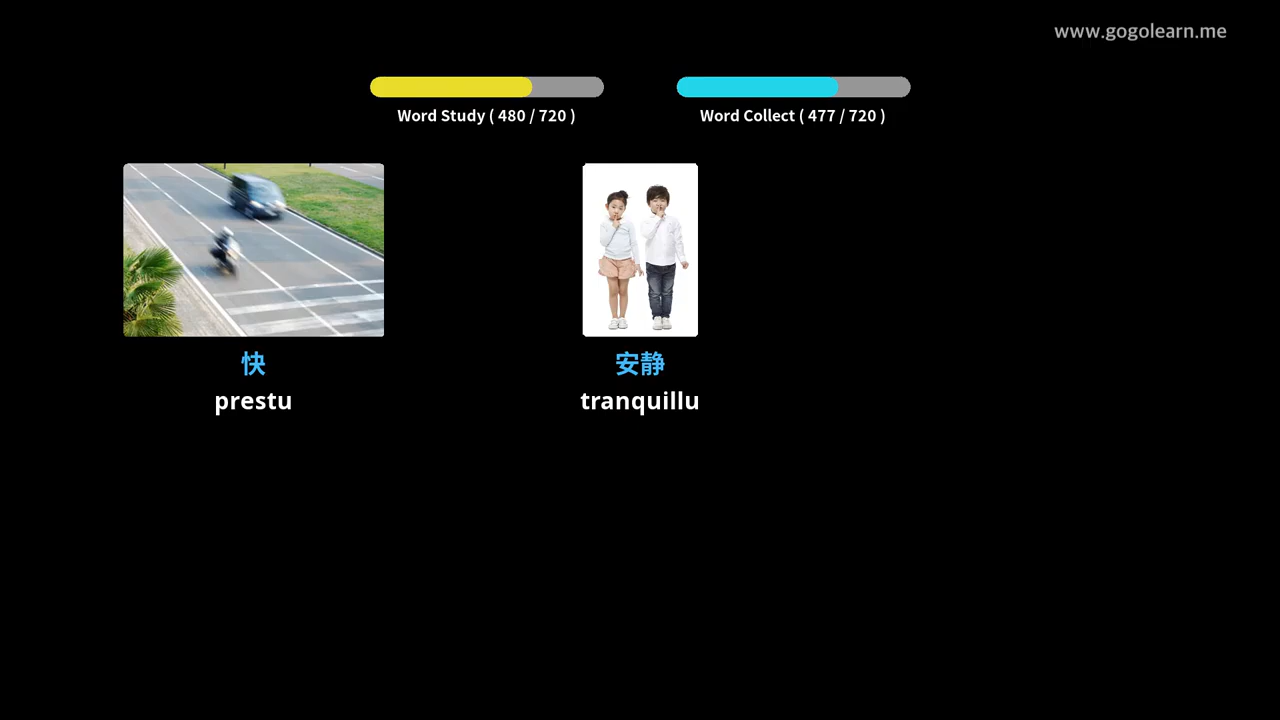 www.gogolearn.me
Word Study ( 480 / 720 )
Word Collect ( 477 / 720 )
快
prestu
安静
tranquillu